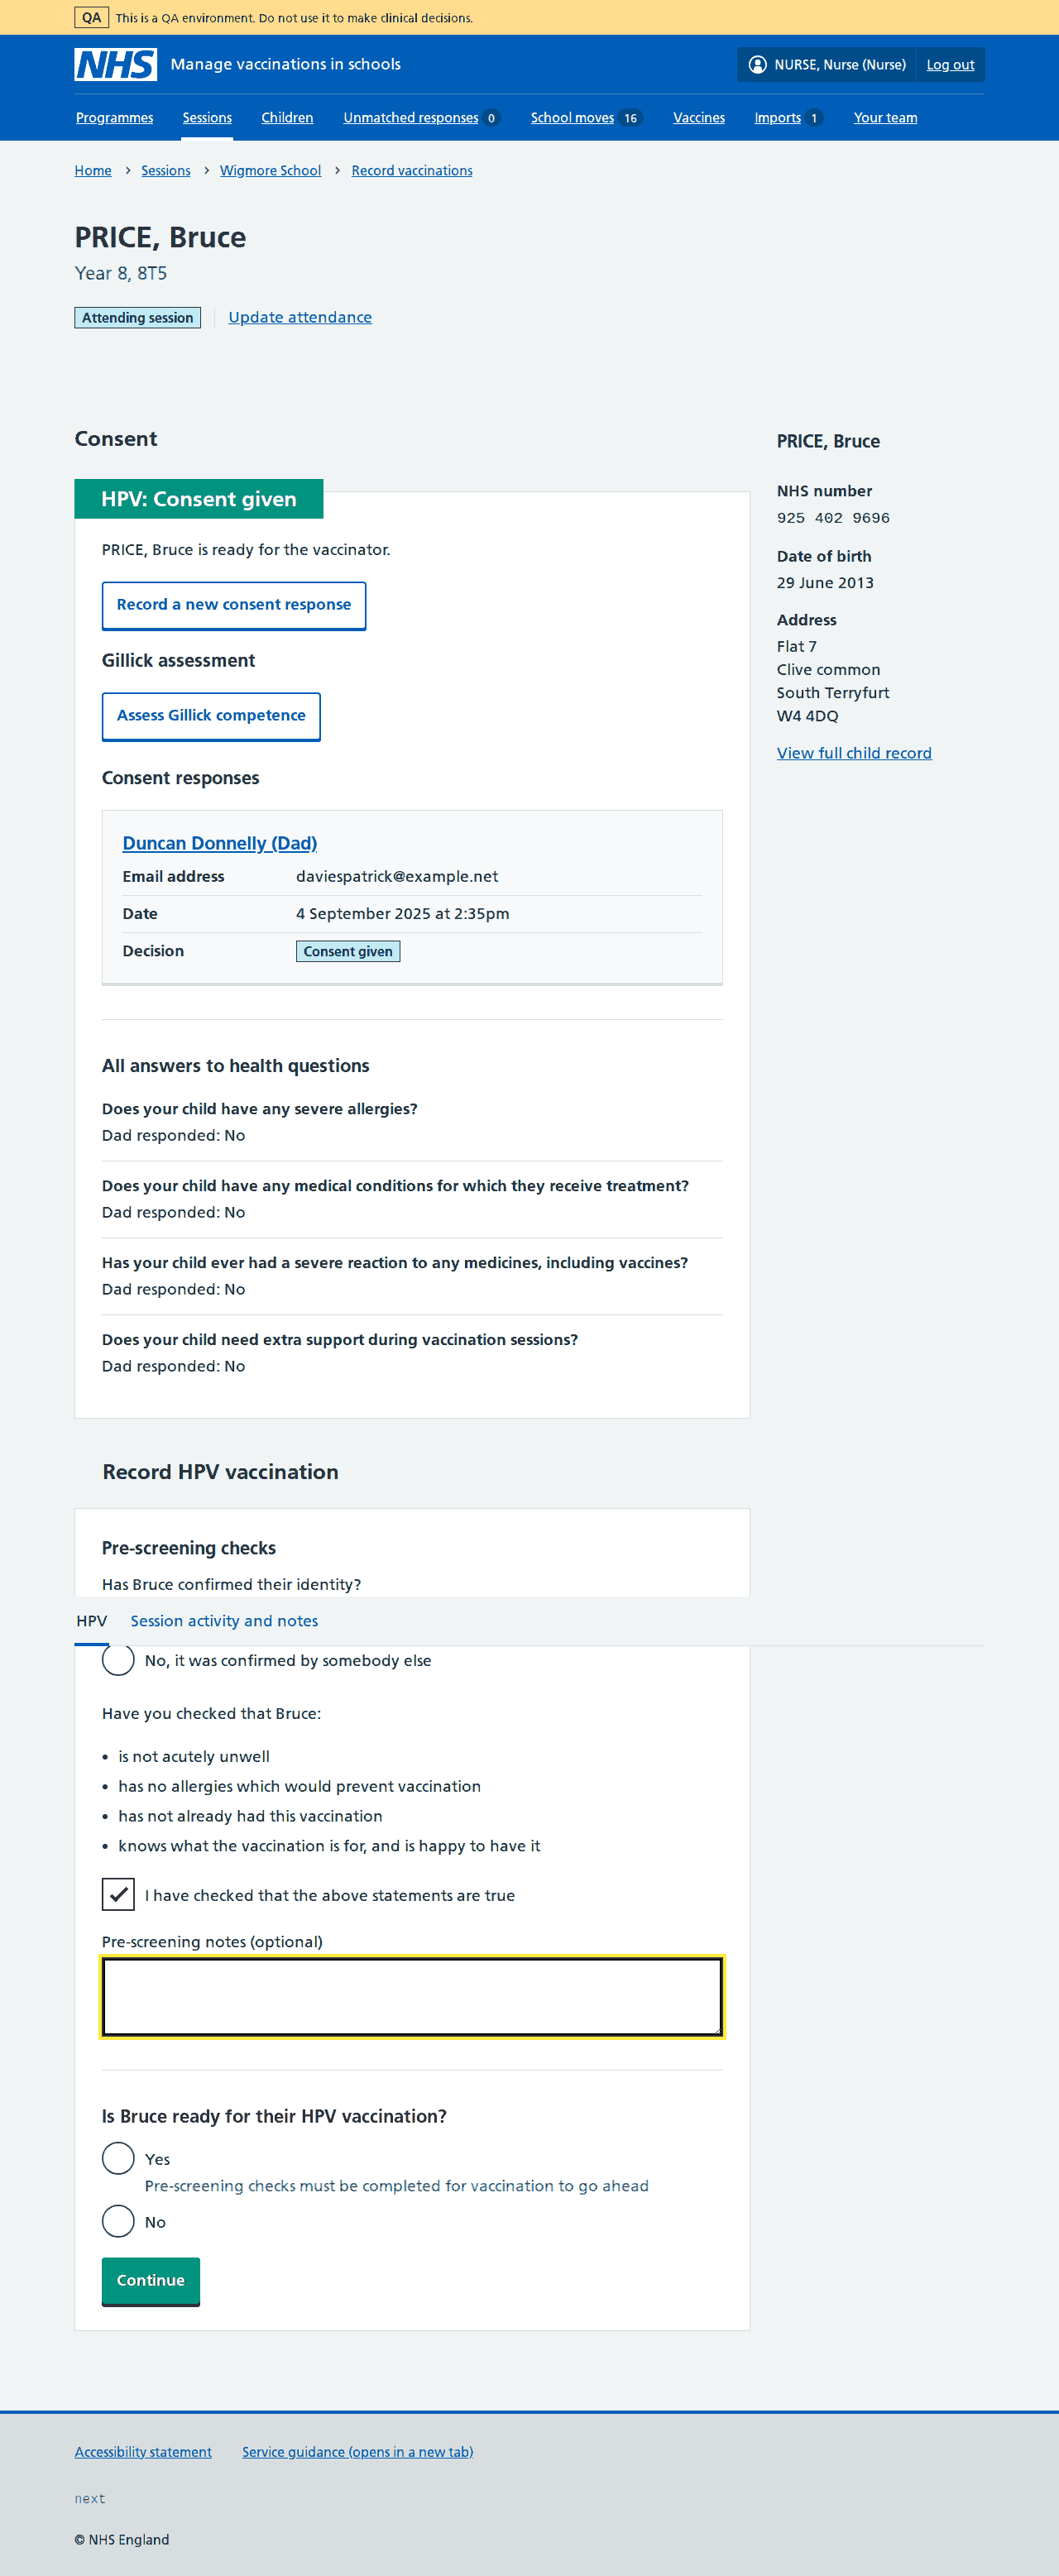 QA This is a QA environment. Do not use it to make clinical decisions.
NHS Manage vaccinations in schools NURSE, Nurse (Nurse) Log out
Programmes Sessions Children Unmatched responses 0 School moves 16 Vaccines Imports 1 Your team
Home › Sessions › Wigmore School › Record vaccinations
PRICE, Bruce
Year 8, 8T5
Attending session Update attendance
Consent
HPV: Consent given
PRICE, Bruce is ready for the vaccinator.
Record a new consent response
Gillick assessment
Assess Gillick competence
Consent responses
Duncan Donnelly (Dad)
Email address daviespatrick@example.net
Date 4 September 2025 at 2:35pm
Decision Consent given
All answers to health questions
Does your child have any severe allergies?
Dad responded: No
Does your child have any medical conditions for which they receive treatment?
Dad responded: No
Has your child ever had a severe reaction to any medicines, including vaccines?
Dad responded: No
Does your child need extra support during vaccination sessions?
Dad responded: No
PRICE, Bruce
NHS number
925 402 9696
Date of birth
29 June 2013
Address
Flat 7
Clive common
South Terryfurt
W4 4DQ
View full child record
Record HPV vaccination
Pre-screening checks
Has Bruce confirmed their identity?
HPV Session activity and notes
No, it was confirmed by somebody else
Have you checked that Bruce:
• is not acutely unwell
• has no allergies which would prevent vaccination
• has not already had this vaccination
• knows what the vaccination is for, and is happy to have it
I have checked that the above statements are true
Pre-screening notes (optional)
Is Bruce ready for their HPV vaccination?
Yes
Pre-screening checks must be completed for vaccination to go ahead
No
Continue
Accessibility statement Service guidance (opens in a new tab)
next
© NHS England